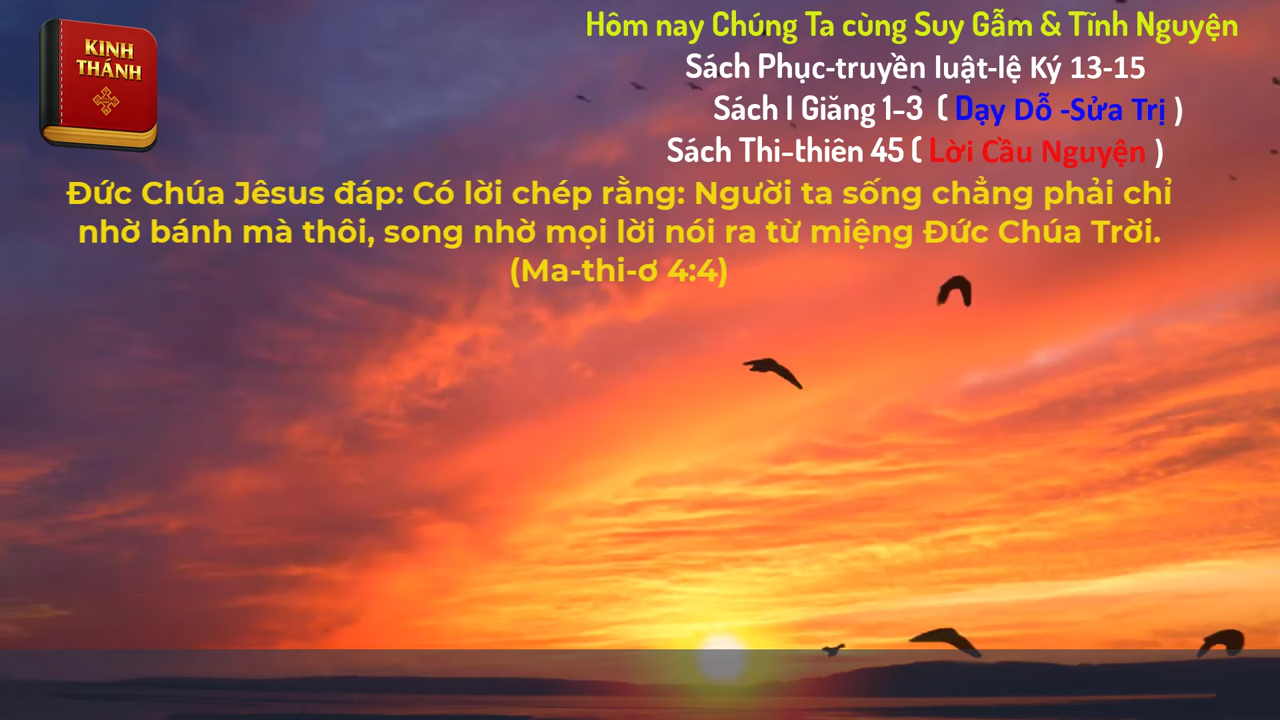 KINH
THÁNH
Hôm nay Chúng Ta cùng Suy Gẫm & Tĩnh Nguyện
Sách Phục-truyền luật-lệ Ký 13-15
Sách I Giăng 1-3 ( Dạy Dỗ -Sửa Trị )
Sách Thi-thiên 45 ( Lời Cầu Nguyện )
Đức Chúa Jêsus đáp: Có lời chép rằng: Người ta sống chẳng phải chỉ
nhờ bánh mà thôi, song nhờ mọi lời nói ra từ miệng Đức Chúa Trời.
(Ma-thi-ơ 4:4)